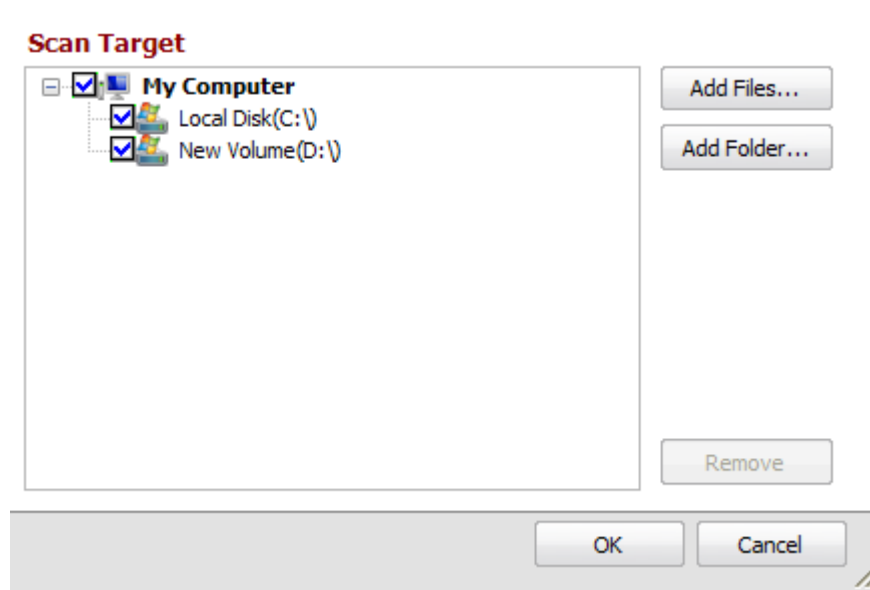 Scan Target
My Computer
Local Disk(C:\)
New Volume(D:\)
Add Files...
Add Folder...
Remove
OK
Cancel